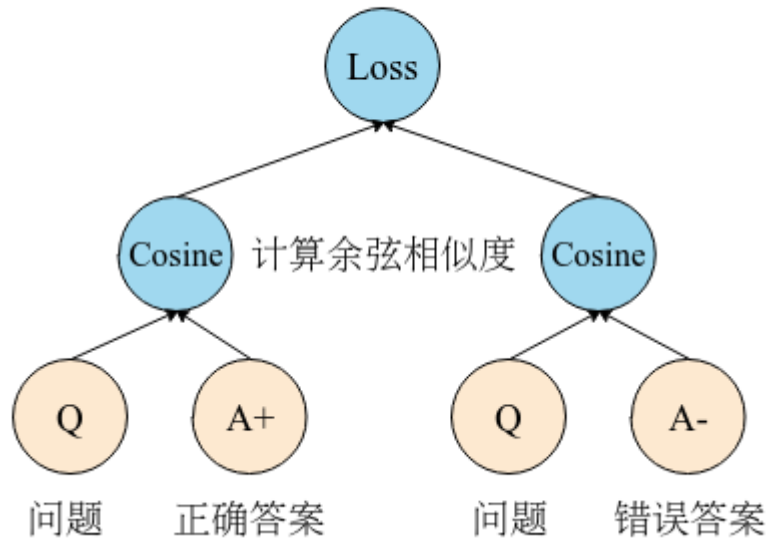 Loss
Cosine 计算余弦相似度 Cosine
Q A+ Q A-
问题 正确答案 问题 错误答案